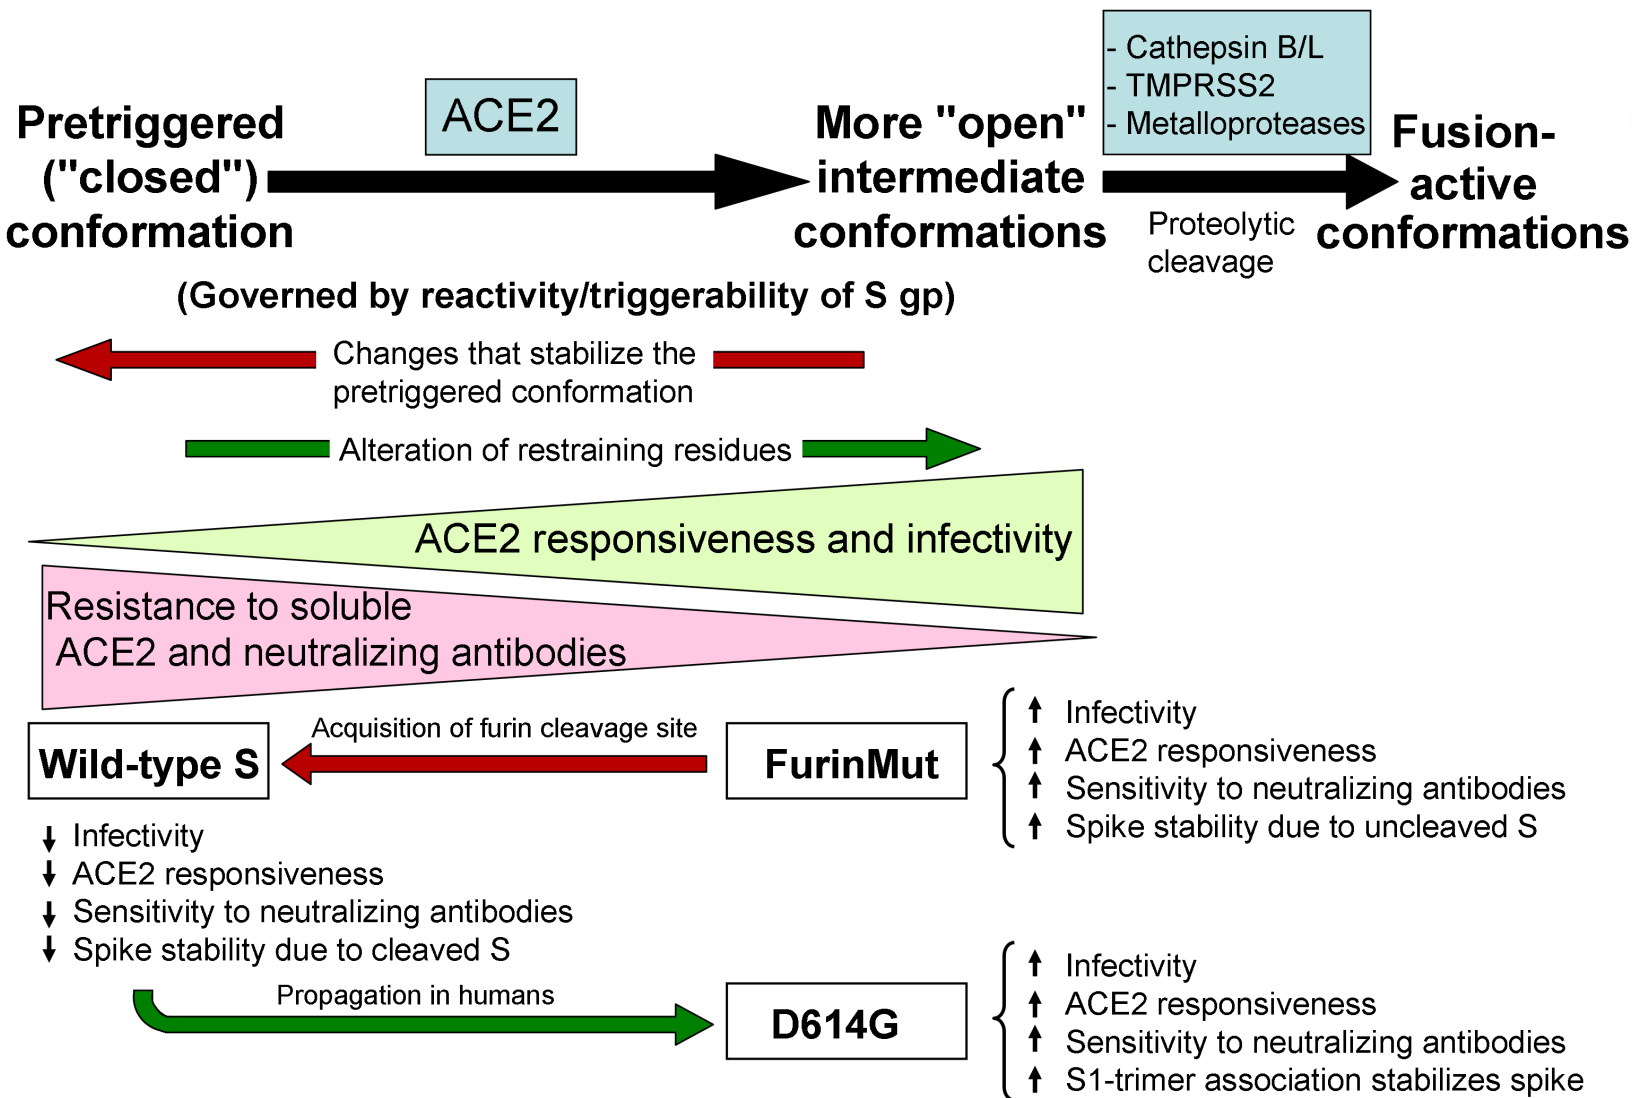 Pretriggered
("closed")
conformation
ACE2
More "open"
intermediate
conformations
- Cathepsin B/L
- TMPRSS2
- Metalloproteases
Proteolytic
cleavage
Fusion-
active
conformations
(Governed by reactivity/triggerability of S gp)
Changes that stabilize the
pretriggered conformation
Alteration of restraining residues
ACE2 responsiveness and infectivity
Resistance to soluble
ACE2 and neutralizing antibodies
Wild-type S
Acquisition of furin cleavage site
FurinMut
↑ Infectivity
↑ ACE2 responsiveness
↑ Sensitivity to neutralizing antibodies
↑ Spike stability due to uncleaved S
↓ Infectivity
↓ ACE2 responsiveness
↓ Sensitivity to neutralizing antibodies
↓ Spike stability due to cleaved S
Propagation in humans
D614G
↑ Infectivity
↑ ACE2 responsiveness
↑ Sensitivity to neutralizing antibodies
↑ S1-trimer association stabilizes spike